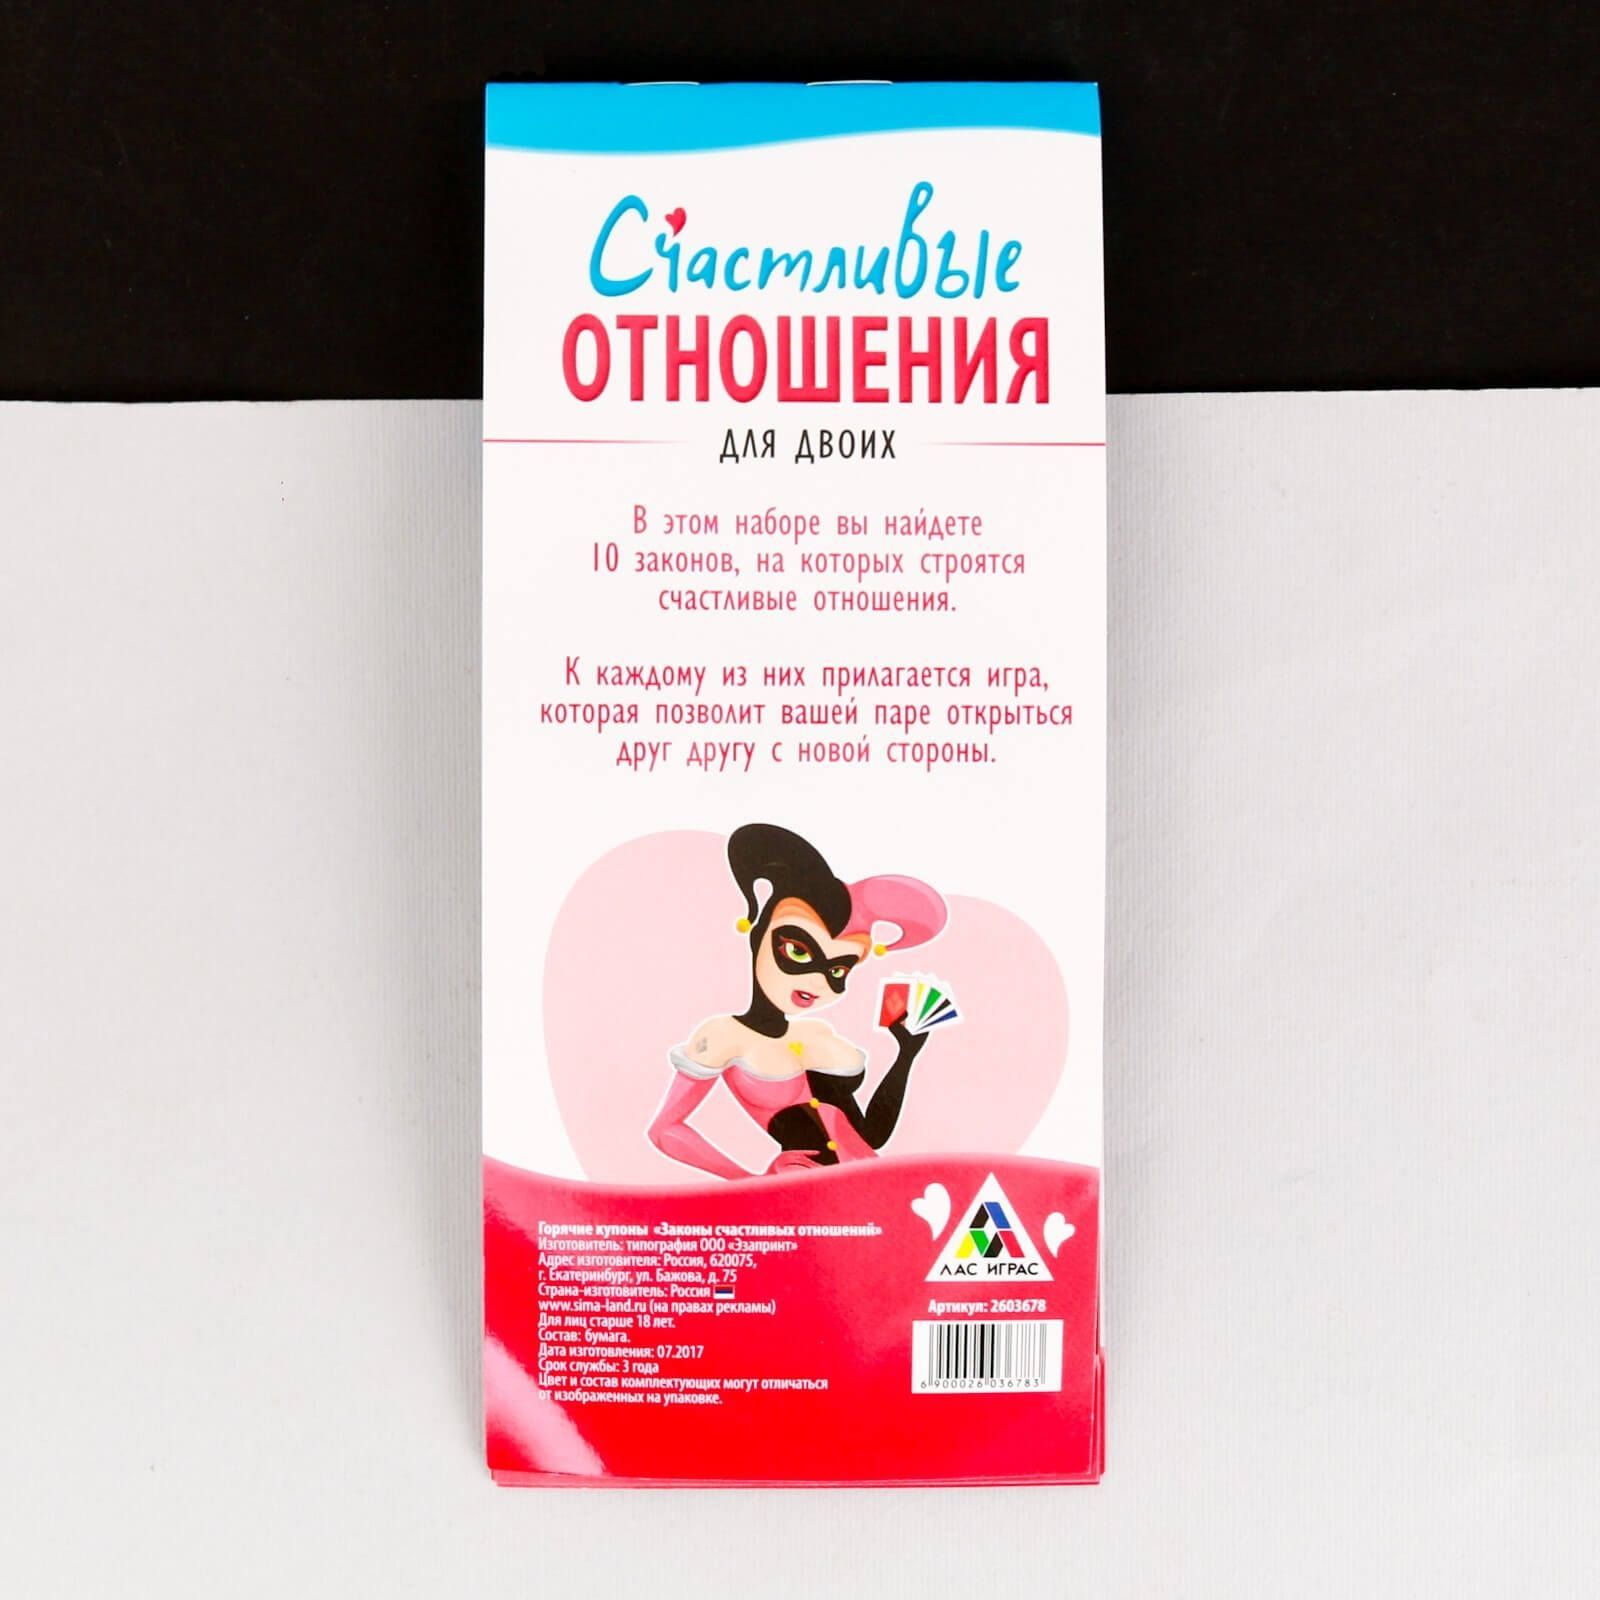 Счастливые
ОТНОШЕНИЯ
ДЛЯ ДВОИХ
В этом наборе вы найдете
10 законов, на которых строятся
счастливые отношения.
К каждому из них прилагается игра,
которая позволит вашей паре открыться
друг другу с новой стороны.
Горячие купоны «Законы счастливых отношений»
Изготовитель: типография ООО «Эзапринт»
Адрес изготовителя: Россия, 620075,
г. Екатеринбург, ул. Бажова, д. 75
Страна-изготовитель: Россия
www.sima-land.ru (на правах рекламы)
Для лиц старше 18 лет.
Состав: бумага.
Дата изготовления: 07.2017
Срок службы: 3 года
Цвет и состав комплектующих могут отличаться
от изображенных на упаковке.
ЛАС ИГРАС
Артикул: 2603678
6 900026 036783